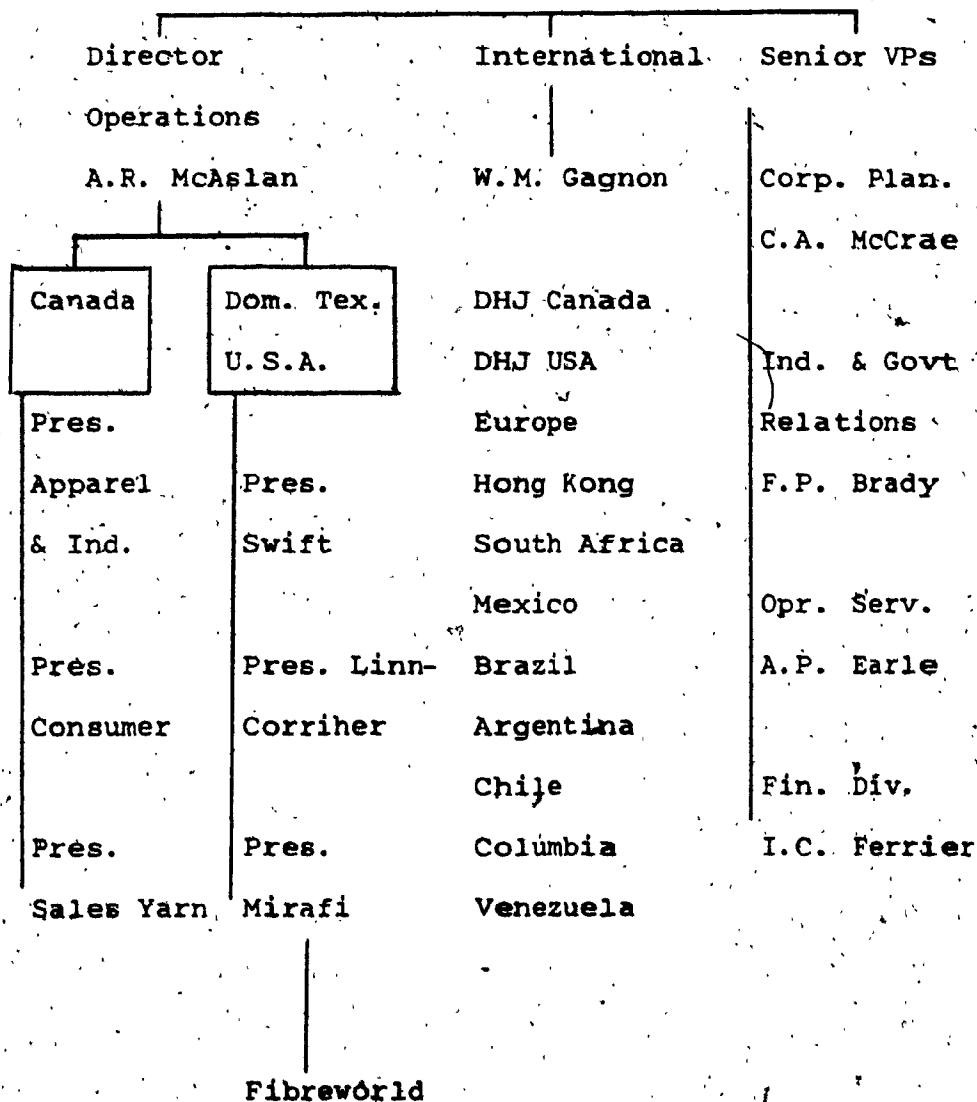 Director International Senior VPs
Operations
A.R. McAslan W.M. Gagnon Corp. Plan.
C.A. McCrae
Canada Dom. Tex. DHJ Canada
U.S.A. DHJ USA Ind. & Govt
Pres. Europe Relations
Apparel Pres. Hong Kong F.P. Brady
& Ind. Swift South Africa
Mexico Opr. Serv.
Pres. Pres. Linn- Brazil A.P. Earle
Consumer Corriher Argentina
Chile Fin. Div.
Pres. Pres. Columbia I.C. Ferrier
Sales Yarn Mirafi Venezuela
Fibreworld